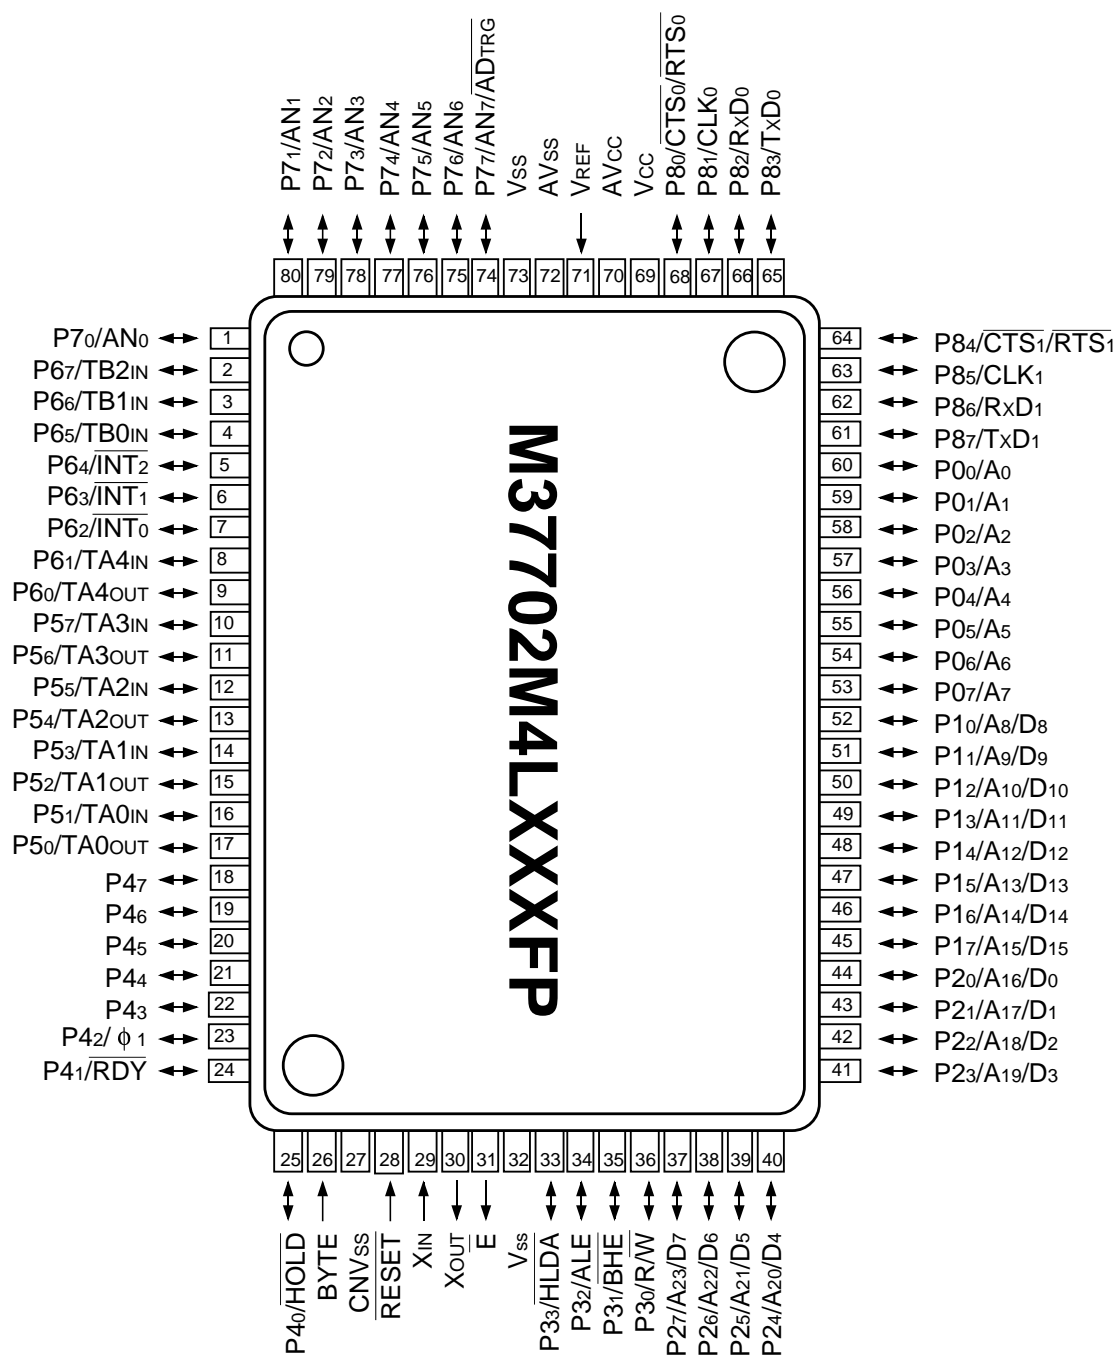 P71/AN1
P72/AN2
P73/AN3
P74/AN4
P75/AN5
P76/AN6
P77/AN7/ADTRG
VSS
AVSS
VREF
AVCC
VCC
P80/CTS0/RTS0
P81/CLK0
P82/RXD0
P83/TXD0
80 79 78 77 76 75 74 73 72 71 70 69 68 67 66 65
P70/AN0 1
P67/TB2IN 2
P66/TB1IN 3
P65/TB0IN 4
P64/INT2 5
P63/INT1 6
P62/INT0 7
P61/TA4IN 8
P60/TA4OUT 9
P57/TA3IN 10
P56/TA3OUT 11
P55/TA2IN 12
P54/TA2OUT 13
P53/TA1IN 14
P52/TA1OUT 15
P51/TA0IN 16
P50/TA0OUT 17
P47 18
P46 19
P45 20
P44 21
P43 22
P42/ϕ1 23
P41/RDY 24
M37702M4LXXXFP
64 P84/CTS1/RTS1
63 P85/CLK1
62 P86/RXD1
61 P87/TXD1
60 P00/A0
59 P01/A1
58 P02/A2
57 P03/A3
56 P04/A4
55 P05/A5
54 P06/A6
53 P07/A7
52 P10/A8/D8
51 P11/A9/D9
50 P12/A10/D10
49 P13/A11/D11
48 P14/A12/D12
47 P15/A13/D13
46 P16/A14/D14
45 P17/A15/D15
44 P20/A16/D0
43 P21/A17/D1
42 P22/A18/D2
41 P23/A19/D3
25 26 27 28 29 30 31 32 33 34 35 36 37 38 39 40
P40/HOLD
BYTE
CNVSS
RESET
XIN
XOUT
E
Vss
P33/HLDA
P32/ALE
P31/BHE
P30/R/W
P27/A23/D7
P26/A22/D6
P25/A21/D5
P24/A20/D4